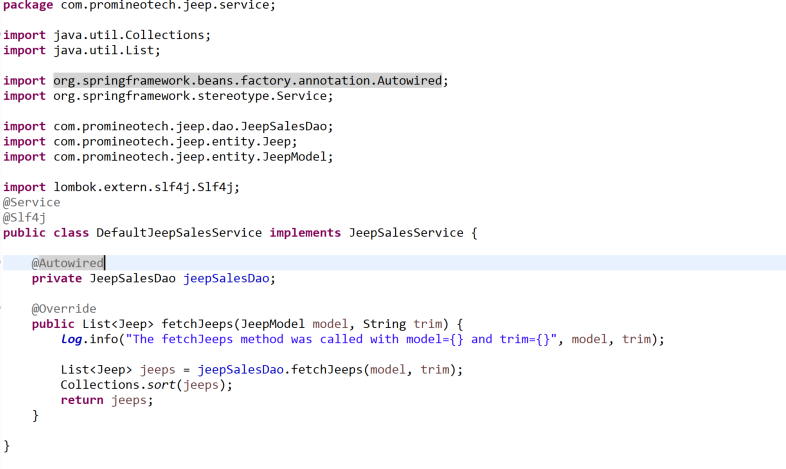 package com.promineotech.jeep.service;
import java.util.Collections;
import java.util.List;
import org.springframework.beans.factory.annotation.Autowired;
import org.springframework.stereotype.Service;
import com.promineotech.jeep.dao.JeepSalesDao;
import com.promineotech.jeep.entity.Jeep;
import com.promineotech.jeep.entity.JeepModel;
import lombok.extern.slf4j.Slf4j;
@Service
@Slf4j
public class DefaultJeepSalesService implements JeepSalesService {
@Autowired
private JeepSalesDao jeepSalesDao;
@Override
public List<Jeep> fetchJeeps(JeepModel model, String trim) {
log.info("The fetchJeeps method was called with model={} and trim={}", model, trim);
List<Jeep> jeeps = jeepSalesDao.fetchJeeps(model, trim);
Collections.sort(jeeps);
return jeeps;
}
}